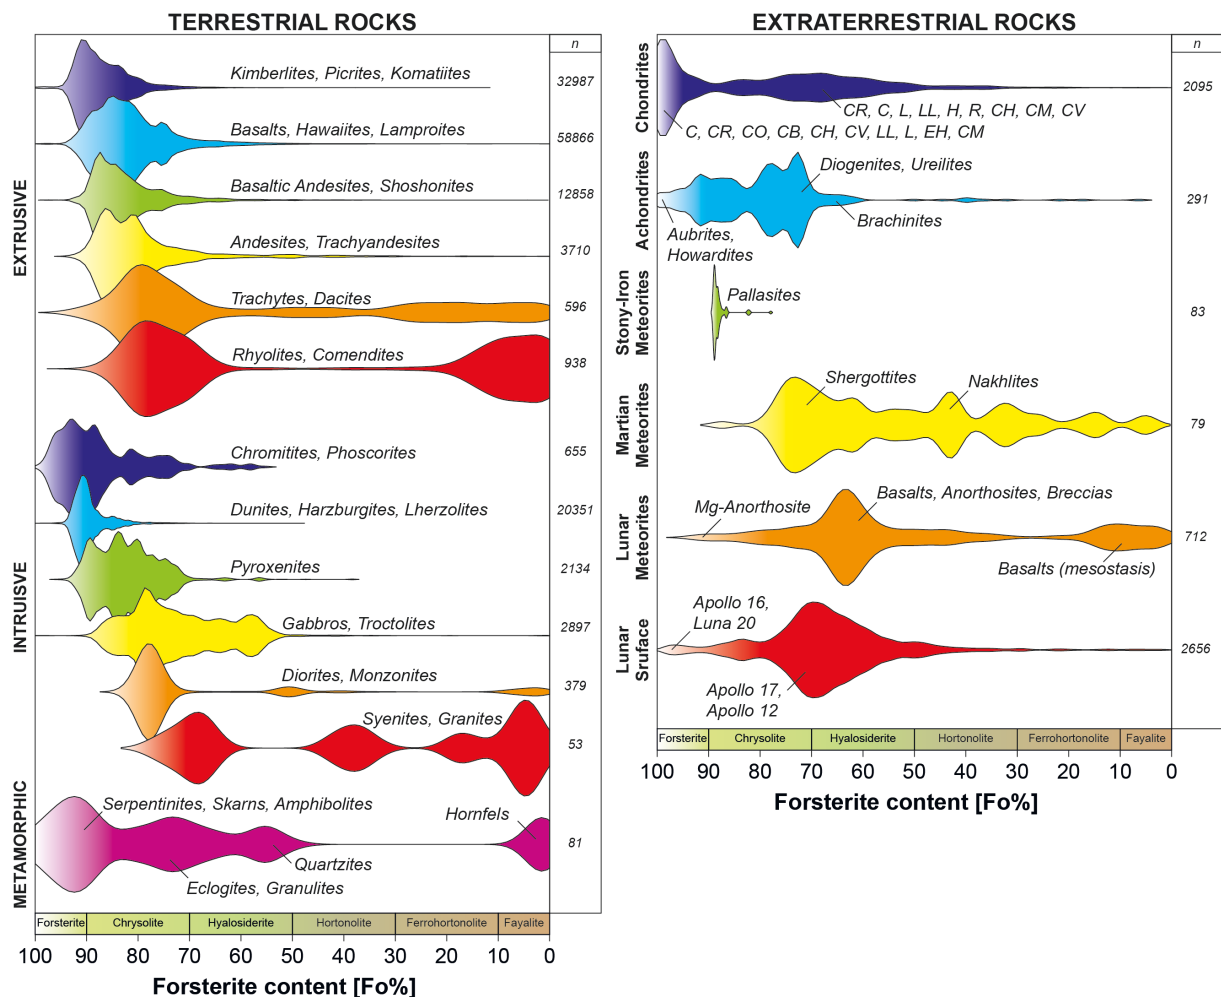 TERRESTRIAL ROCKS
n
EXTRUSIVE
Kimberlites, Picrites, Komatiites
32987
Basalts, Hawaiites, Lamproites
58866
Basaltic Andesites, Shoshonites
12858
Andesites, Trachyandesites
3710
Trachytes, Dacites
596
Rhyolites, Comendites
938
INTRUISVE
Chromitites, Phoscorites
655
Dunites, Harzburgites, Lherzolites
20351
Pyroxenites
2134
Gabbros, Troctolites
2897
Diorites, Monzonites
379
Syenites, Granites
53
METAMORPHIC
Serpentinites, Skarns, Amphibolites
Hornfels
81
Quartzites
Eclogites, Granulites
Forsterite Chrysolite Hyalosiderite Hortonolite Ferrohortonolite Fayalite
100 90 80 70 60 50 40 30 20 10 0
Forsterite content [Fo%]
EXTRATERRESTRIAL ROCKS
n
Chondrites
2095
CR, C, L, LL, H, R, CH, CM, CV
C, CR, CO, CB, CH, CV, LL, L, EH, CM
Achondrites
Diogenites, Ureilites
291
Brachinites
Aubrites,
Howardites
Stony-Iron
Meteorites
Pallasites
83
Martian
Meteorites
Shergottites
Nakhlites
79
Lunar
Meteorites
Basalts, Anorthosites, Breccias
Mg-Anorthosite
712
Basalts (mesostasis)
Lunar
Sruface
Apollo 16,
Luna 20
2656
Apollo 17,
Apollo 12
Forsterite Chrysolite Hyalosiderite Hortonolite Ferrohortonolite Fayalite
100 90 80 70 60 50 40 30 20 10 0
Forsterite content [Fo%]